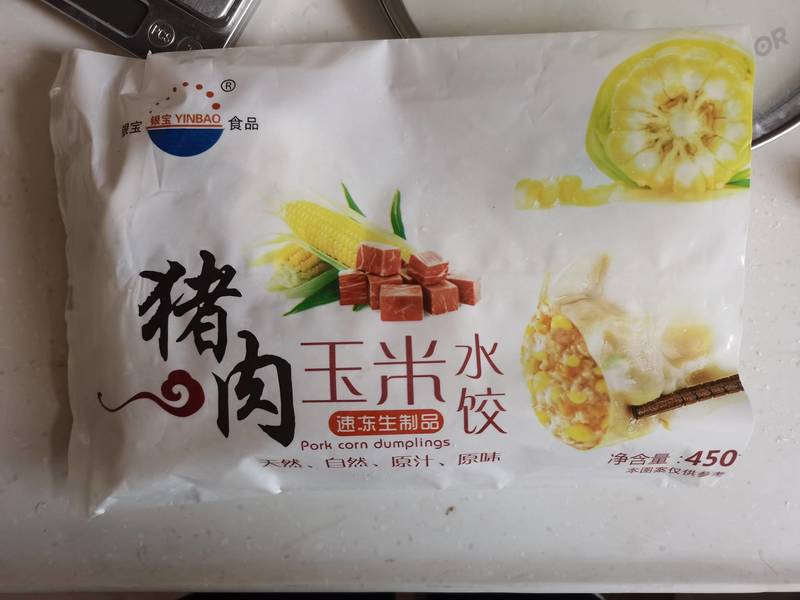 PCS
OR
®
银宝 银宝 YINBAO 食品
猪肉
玉米
水饺
速冻生制品
Pork corn dumplings
天然、自然、原汁、原味
净含量:450
本图案仅供参考